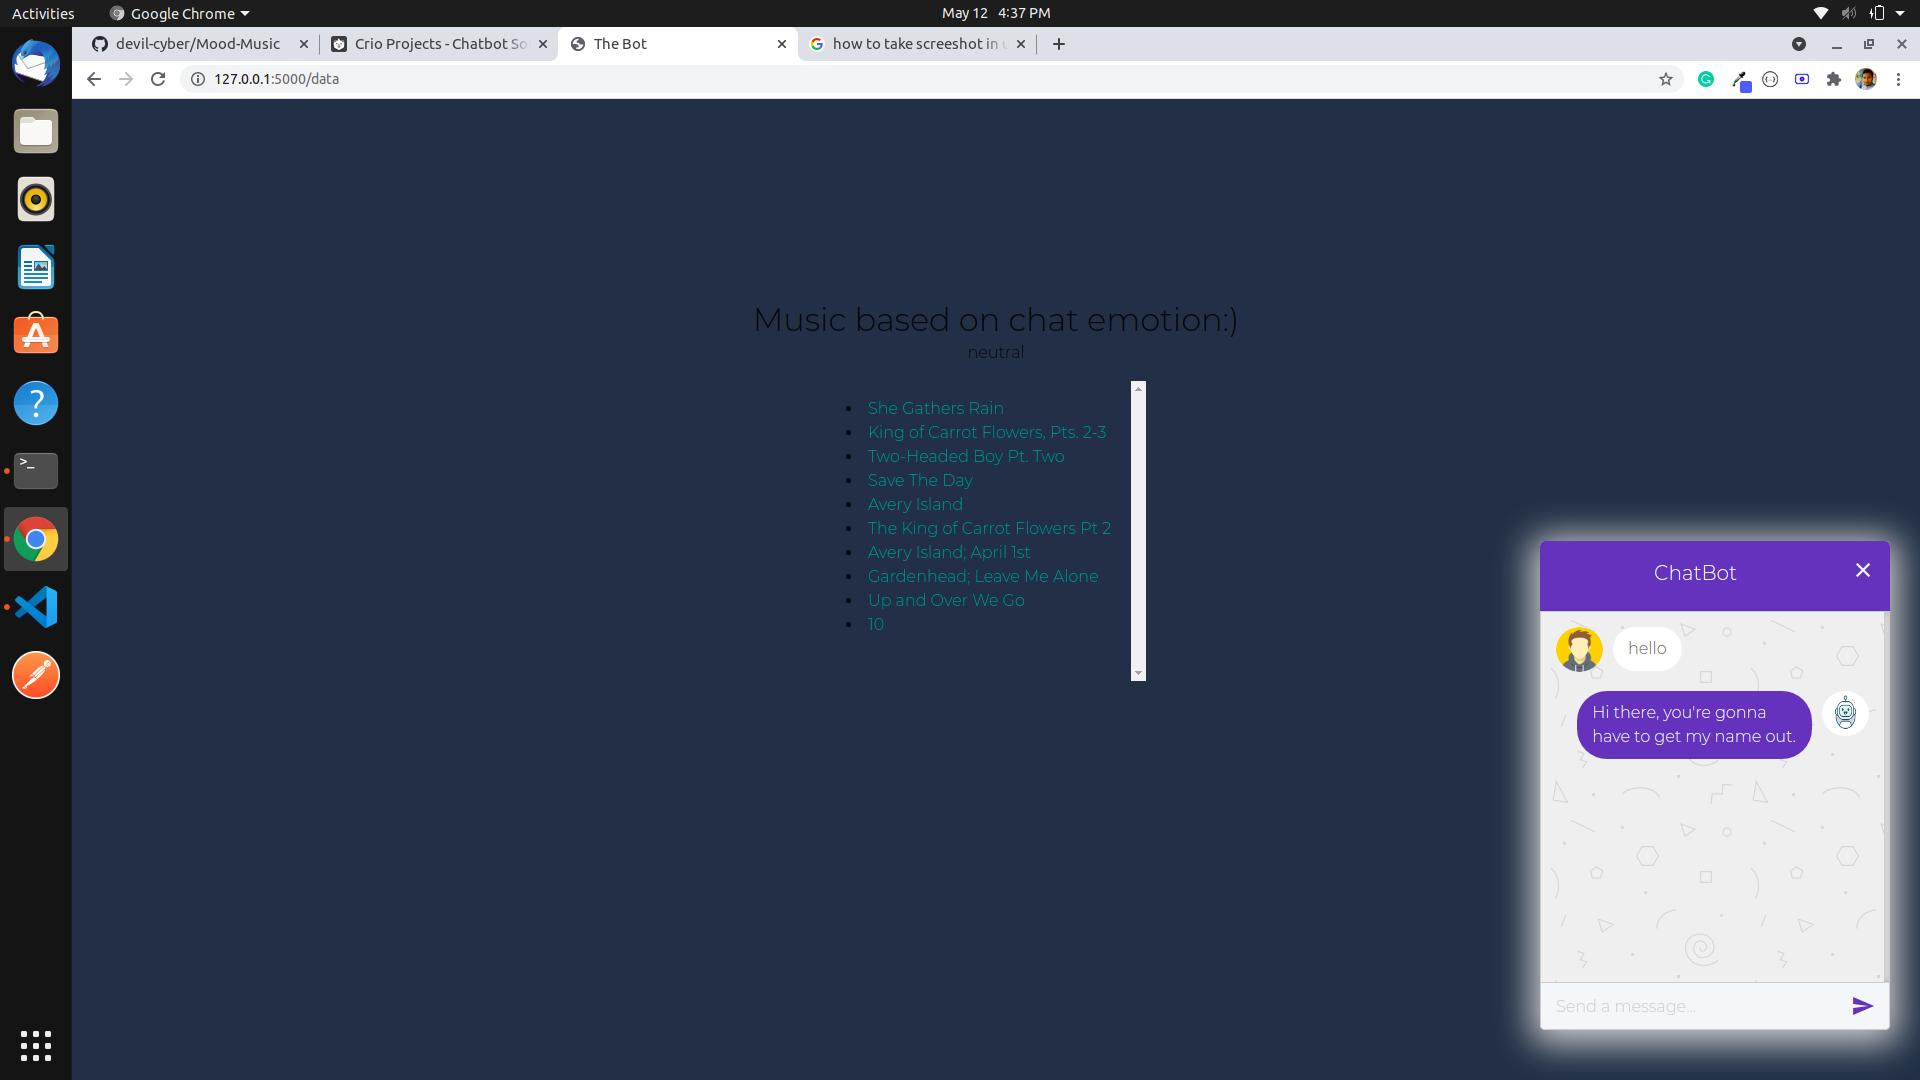 Activities
Google Chrome
May 12 4:37 PM
devil-cyber/Mood-Music
Crio Projects - Chatbot So
The Bot
how to take screeshot in u
127.0.0.1:5000/data
Music based on chat emotion:)
neutral
She Gathers Rain
King of Carrot Flowers, Pts. 2-3
Two-Headed Boy Pt. Two
Save The Day
Avery Island
The King of Carrot Flowers Pt 2
Avery Island; April 1st
Gardenhead; Leave Me Alone
Up and Over We Go
10
ChatBot
hello
Hi there, you're gonna
have to get my name out.
Send a message...